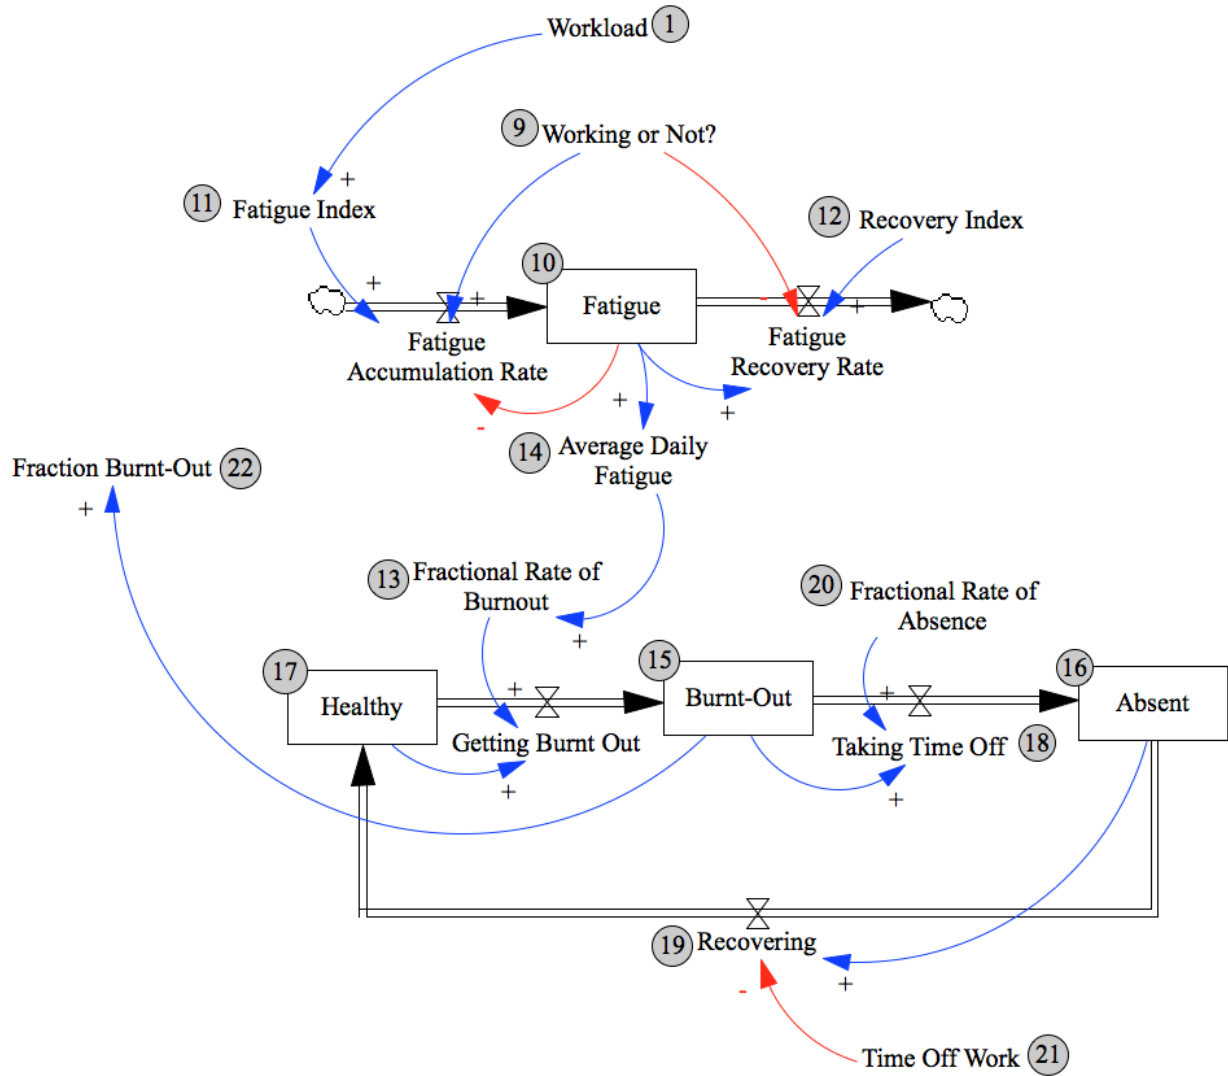 Workload 1
9 Working or Not?
+
11 Fatigue Index
12 Recovery Index
10
+
+
-
+
Fatigue
Fatigue
Accumulation Rate
Fatigue
Recovery Rate
+
+
-
14 Average Daily
Fatigue
Fraction Burnt-Out 22
+
13 Fractional Rate of
Burnout
20 Fractional Rate of
Absence
+
17
15
16
+
+
Healthy
Burnt-Out
Absent
Getting Burnt Out
Taking Time Off 18
+
+
19 Recovering
+
-
Time Off Work 21